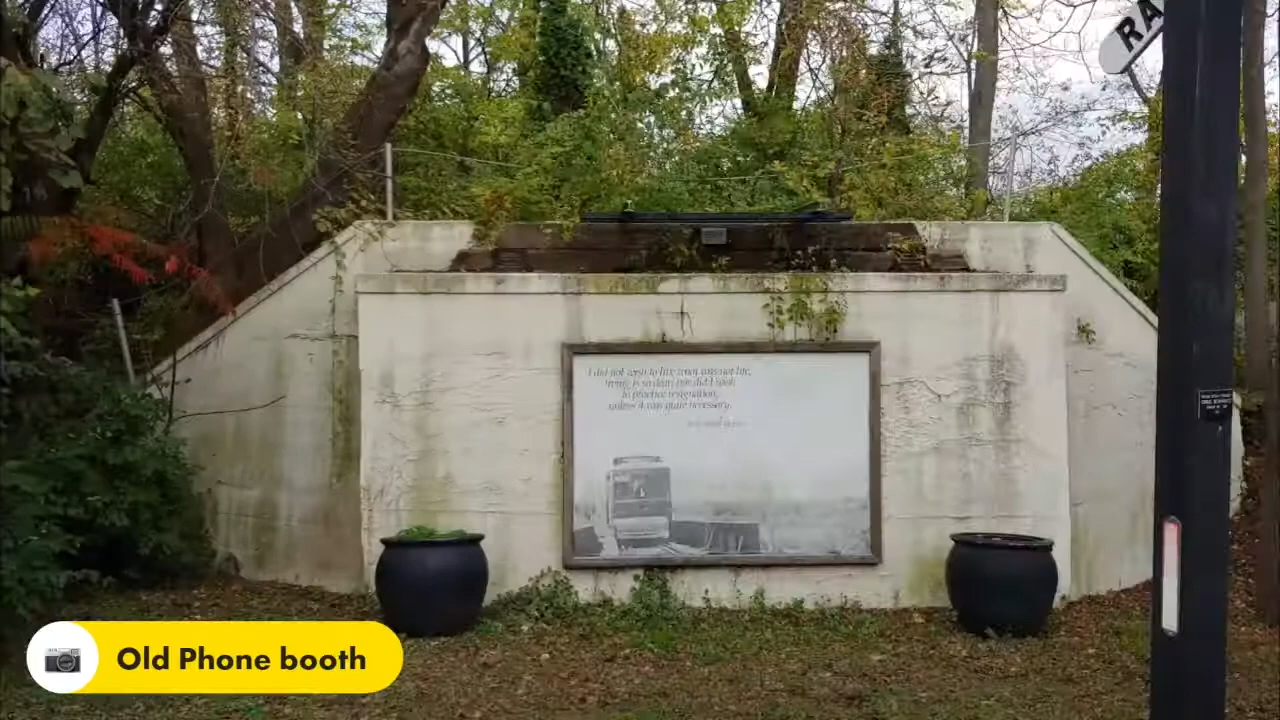 RA
I did not wish to live what was not life,
living is so dear; nor did I wish
to practice resignation,
unless it was quite necessary.
Old Phone booth